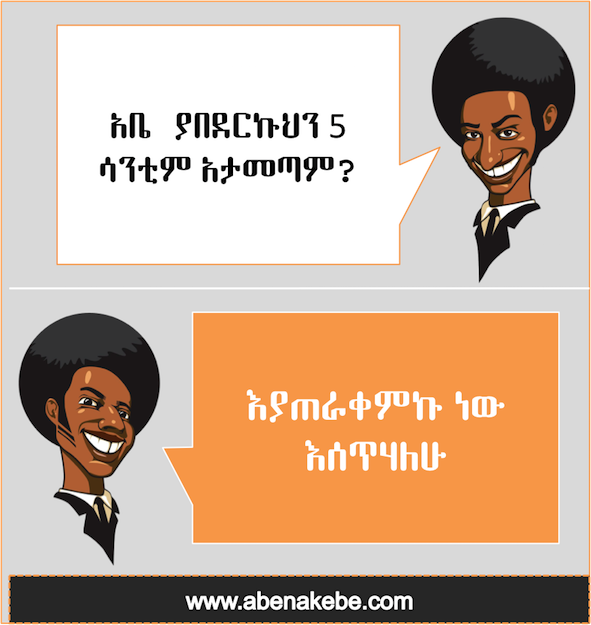 አቤ ያበደርኩህን 5
ሳንቲም አታመጣም?
እያጠራቀምኩ ነው
እሰጥሃለሁ
www.abenakebe.com